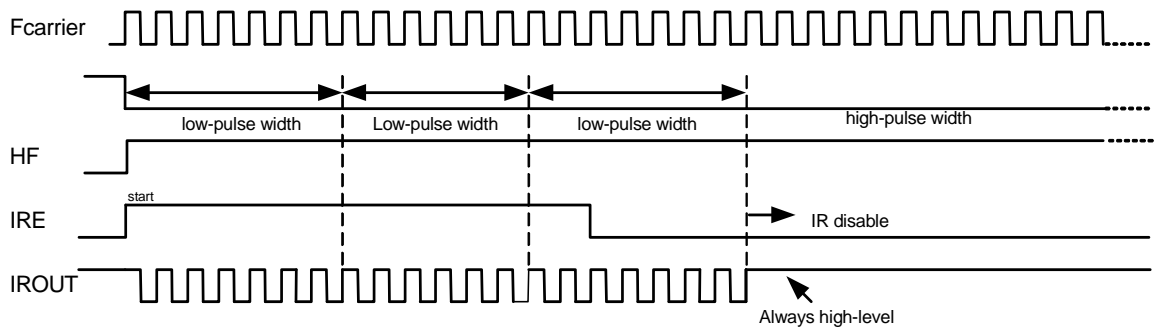 Fcarrier
low-pulse width
Low-pulse width
low-pulse width
high-pulse width
HF
start
IRE
IR disable
IROUT
Always high-level